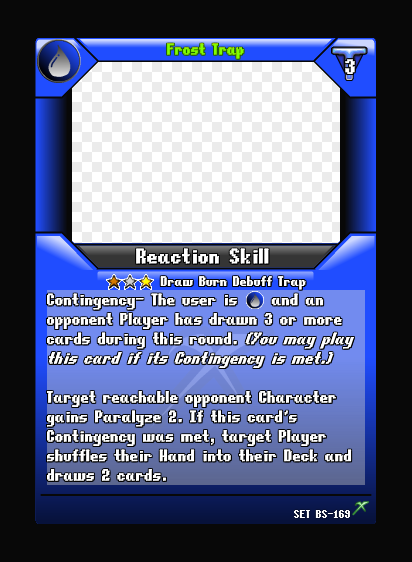 Frost Trap
3
Reaction Skill
Draw Burn Debuff Trap
Contingency- The user is and an
opponent Player has drawn 3 or more
cards during this round. (You may play
this card if its Contingency is met.)
Target reachable opponent Character
gains Paralyze 2. If this card's
Contingency was met, target Player
shuffles their Hand into their Deck and
draws 2 cards.
SET BS-169